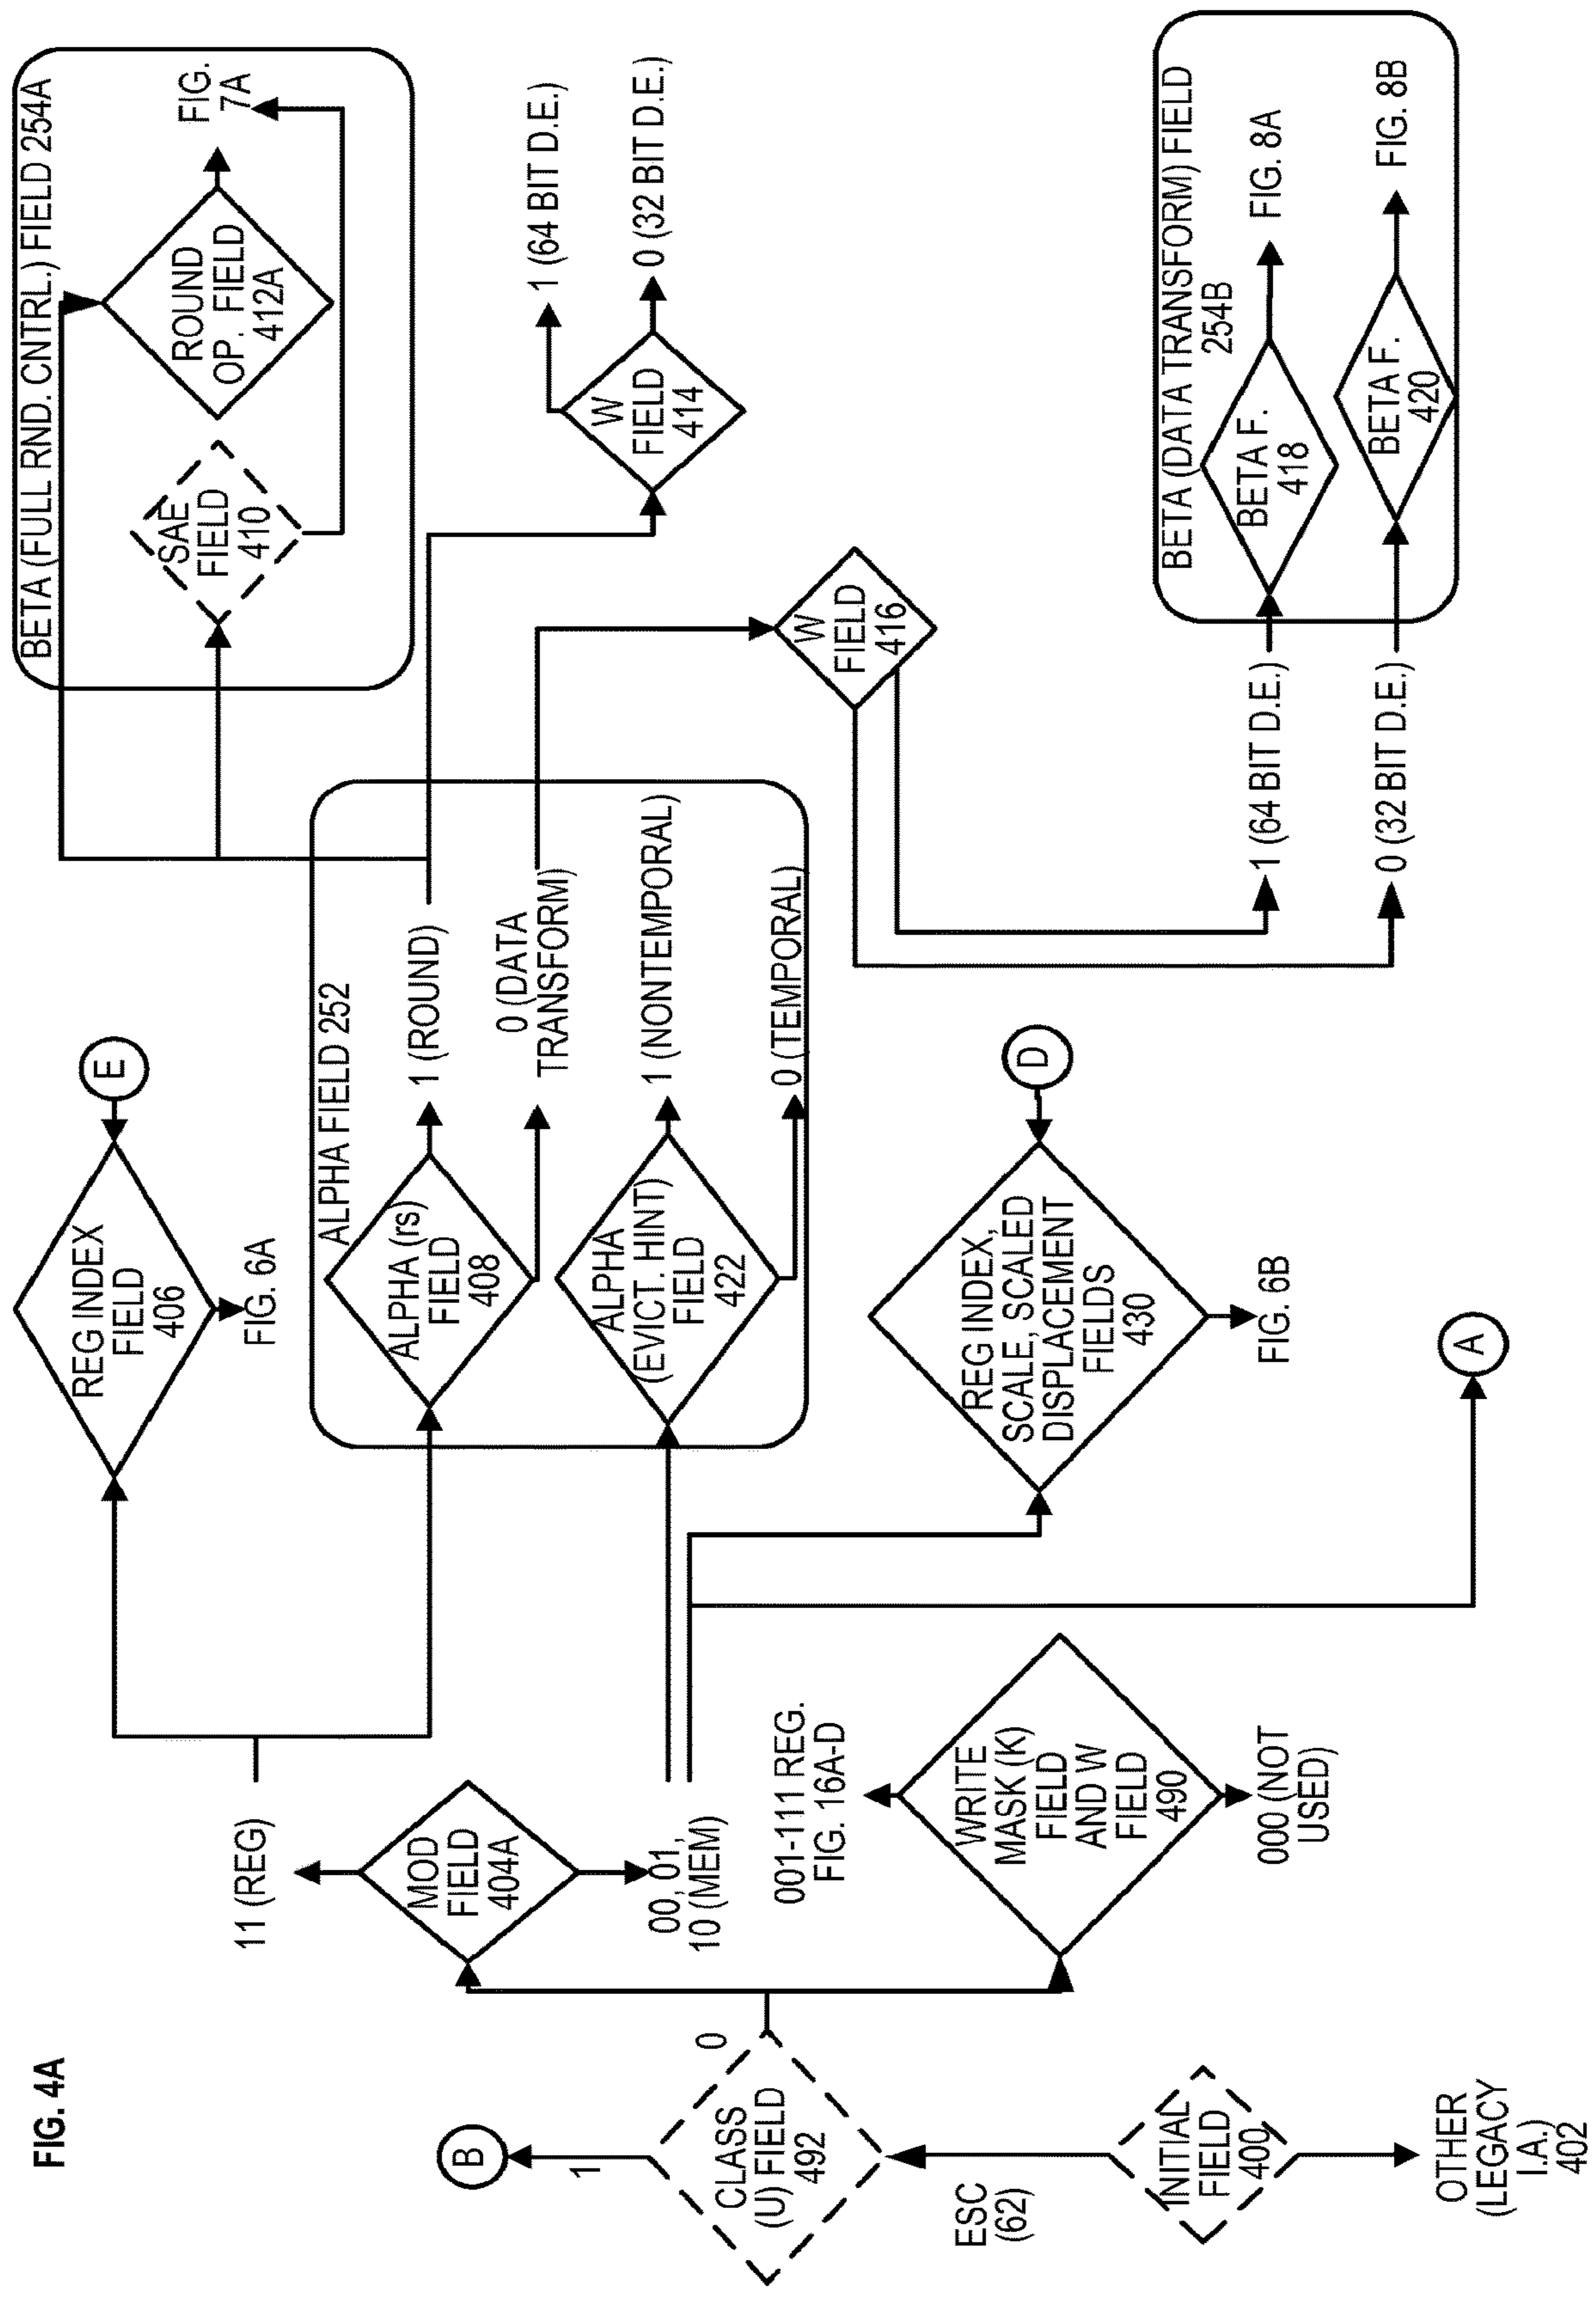 FIG. 4A
INITIAL
FIELD
400
OTHER
(LEGACY
I.A.)
402
ESC
(62)
CLASS
(U) FIELD
492
1
B
0
MOD
FIELD
404A
11 (REG)
00, 01,
10 (MEM)
WRITE
MASK (K)
FIELD
AND W
FIELD
490
001-111 REG.
FIG. 16A-D
000 (NOT
USED)
REG INDEX
FIELD
406
FIG. 6A
E
ALPHA FIELD 252
ALPHA (rs)
FIELD
408
1 (ROUND)
0 (DATA
TRANSFORM)
ALPHA
(EVICT. HINT)
FIELD
422
1 (NONTEMPORAL)
0 (TEMPORAL)
REG INDEX,
SCALE, SCALED
DISPLACEMENT
FIELDS
430
FIG. 6B
D
A
BETA (FULL RND. CNTRL.) FIELD 254A
SAE
FIELD
410
ROUND
OP. FIELD
412A
FIG.
7A
W
FIELD
414
1 (64 BIT D.E.)
0 (32 BIT D.E.)
W
FIELD
416
1 (64 BIT D.E.)
0 (32 BIT D.E.)
BETA (DATA TRANSFORM) FIELD
254B
BETA F.
418
FIG. 8A
BETA F.
420
FIG. 8B